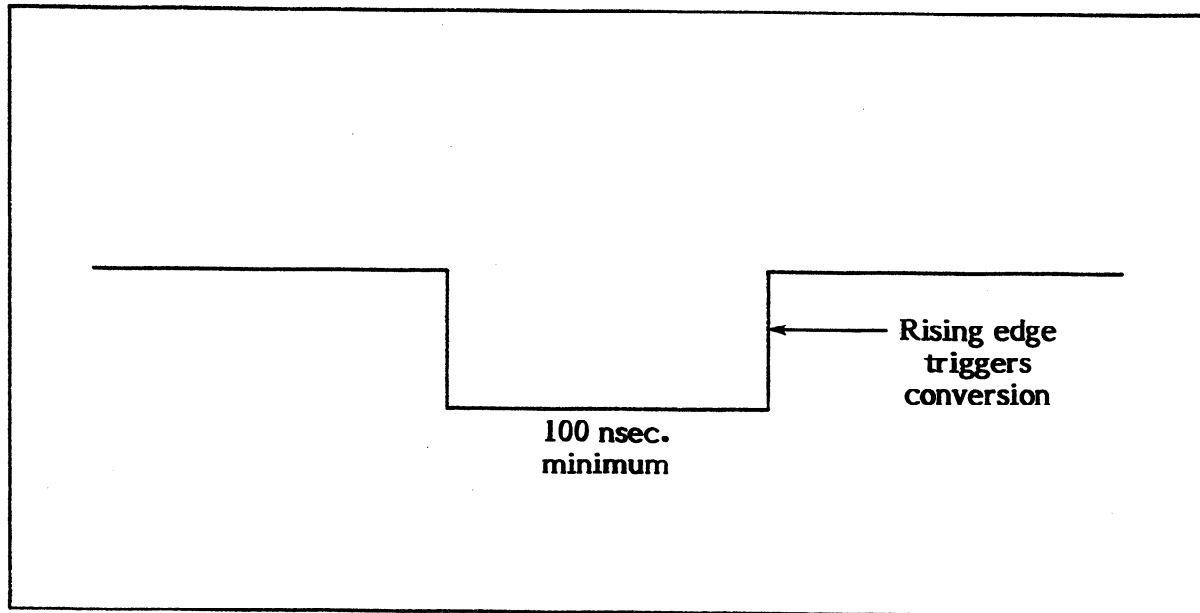 Rising edge
triggers
conversion
100 nsec.
minimum